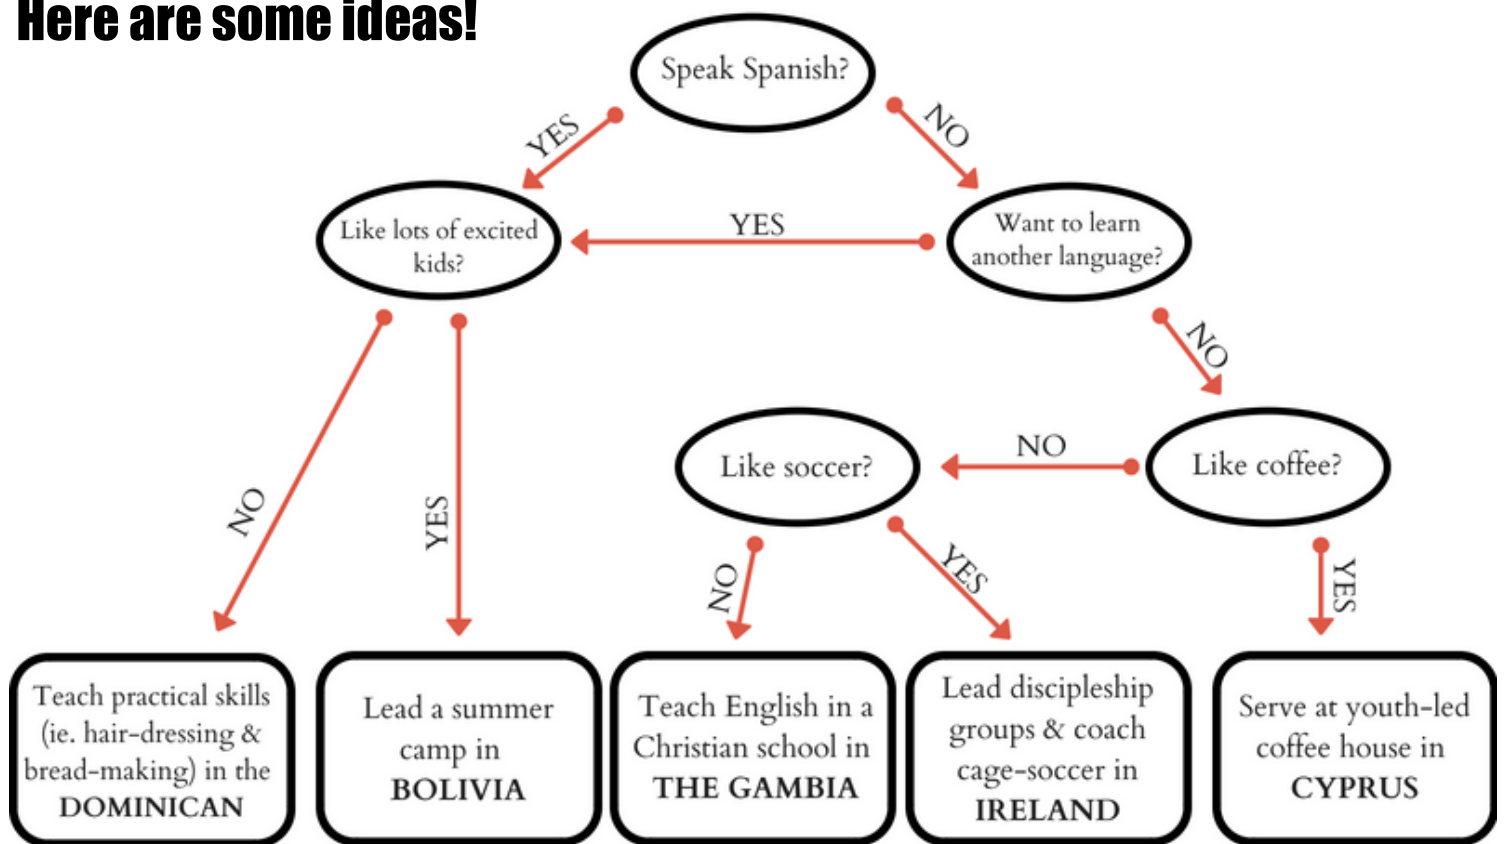 Here are some ideas!
Speak Spanish?
YES
NO
Like lots of excited
kids?
YES
Want to learn
another language?
NO
Like soccer?
NO
Like coffee?
NO
YES
NO
YES
YES
Teach practical skills
(ie. hair-dressing &
bread-making) in the
DOMINICAN
Lead a summer
camp in
BOLIVIA
Teach English in a
Christian school in
THE GAMBIA
Lead discipleship
groups & coach
cage-soccer in
IRELAND
Serve at youth-led
coffee house in
CYPRUS